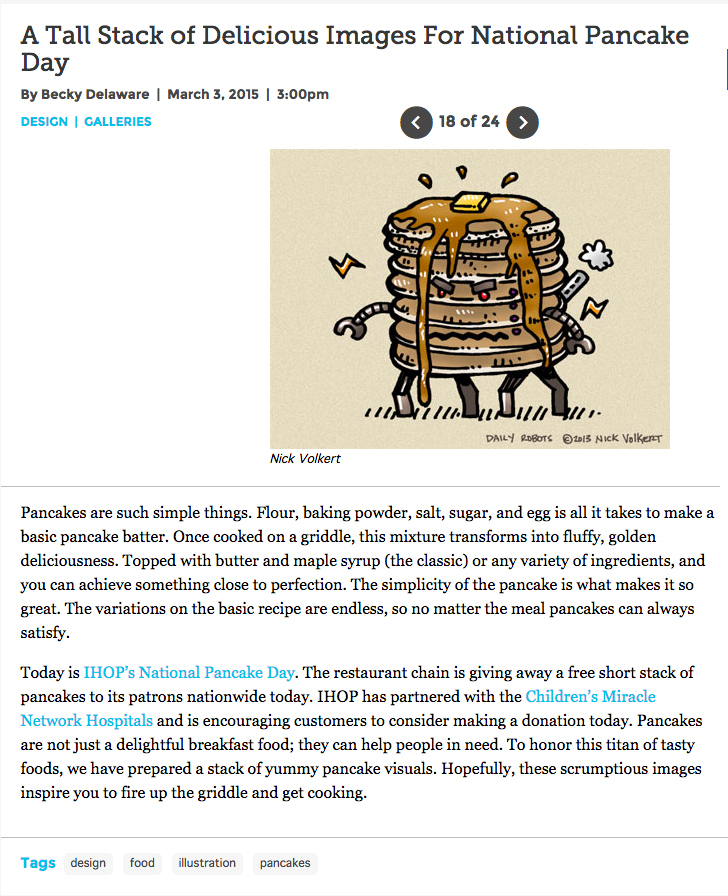 A Tall Stack of Delicious Images For National Pancake
Day
By Becky Delaware | March 3, 2015 | 3:00pm
DESIGN | GALLERIES
18 of 24
DAILY ROBOTS ©2013 NICK VOLKERT
Nick Volkert
Pancakes are such simple things. Flour, baking powder, salt, sugar, and egg is all it takes to make a
basic pancake batter. Once cooked on a griddle, this mixture transforms into fluffy, golden
deliciousness. Topped with butter and maple syrup (the classic) or any variety of ingredients, and
you can achieve something close to perfection. The simplicity of the pancake is what makes it so
great. The variations on the basic recipe are endless, so no matter the meal pancakes can always
satisfy.
Today is IHOP’s National Pancake Day. The restaurant chain is giving away a free short stack of
pancakes to its patrons nationwide today. IHOP has partnered with the Children’s Miracle
Network Hospitals and is encouraging customers to consider making a donation today. Pancakes
are not just a delightful breakfast food; they can help people in need. To honor this titan of tasty
foods, we have prepared a stack of yummy pancake visuals. Hopefully, these scrumptious images
inspire you to fire up the griddle and get cooking.
Tags design food illustration pancakes